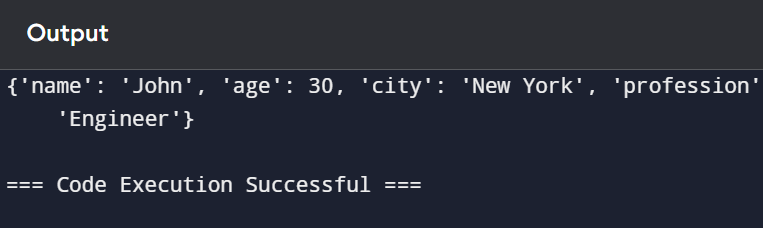 Output
{'name': 'John', 'age': 30, 'city': 'New York', 'profession'
'Engineer'}
=== Code Execution Successful ===